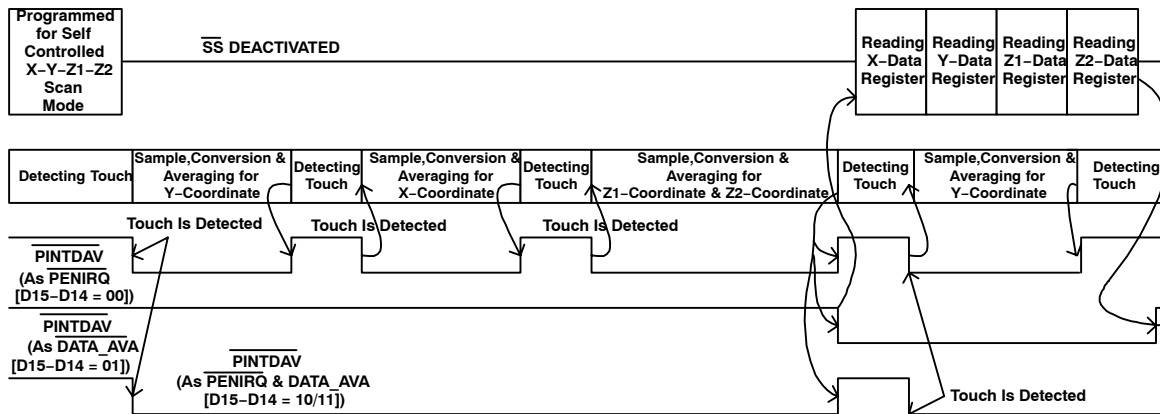 Programmed
for Self
Controlled
X−Y−Z1−Z2
Scan
Mode
SS DEACTIVATED
Reading
X−Data
Register
Reading
Y−Data
Register
Reading
Z1−Data
Register
Reading
Z2−Data
Register
Detecting Touch
Sample,Conversion &
Averaging for
Y−Coordinate
Detecting
Touch
Sample,Conversion &
Averaging for
X−Coordinate
Detecting
Touch
Sample,Conversion &
Averaging for
Z1−Coordinate & Z2−Coordinate
Detecting
Touch
Sample,Conversion &
Averaging for
Y−Coordinate
Detecting
Touch
Touch Is Detected
Touch Is Detected
Touch Is Detected
PINTDAV
(As PENIRQ
[D15−D14 = 00])
PINTDAV
(As DATA_AVA
[D15−D14 = 01])
PINTDAV
(As PENIRQ & DATA_AVA
[D15−D14 = 10/11])
Touch Is Detected